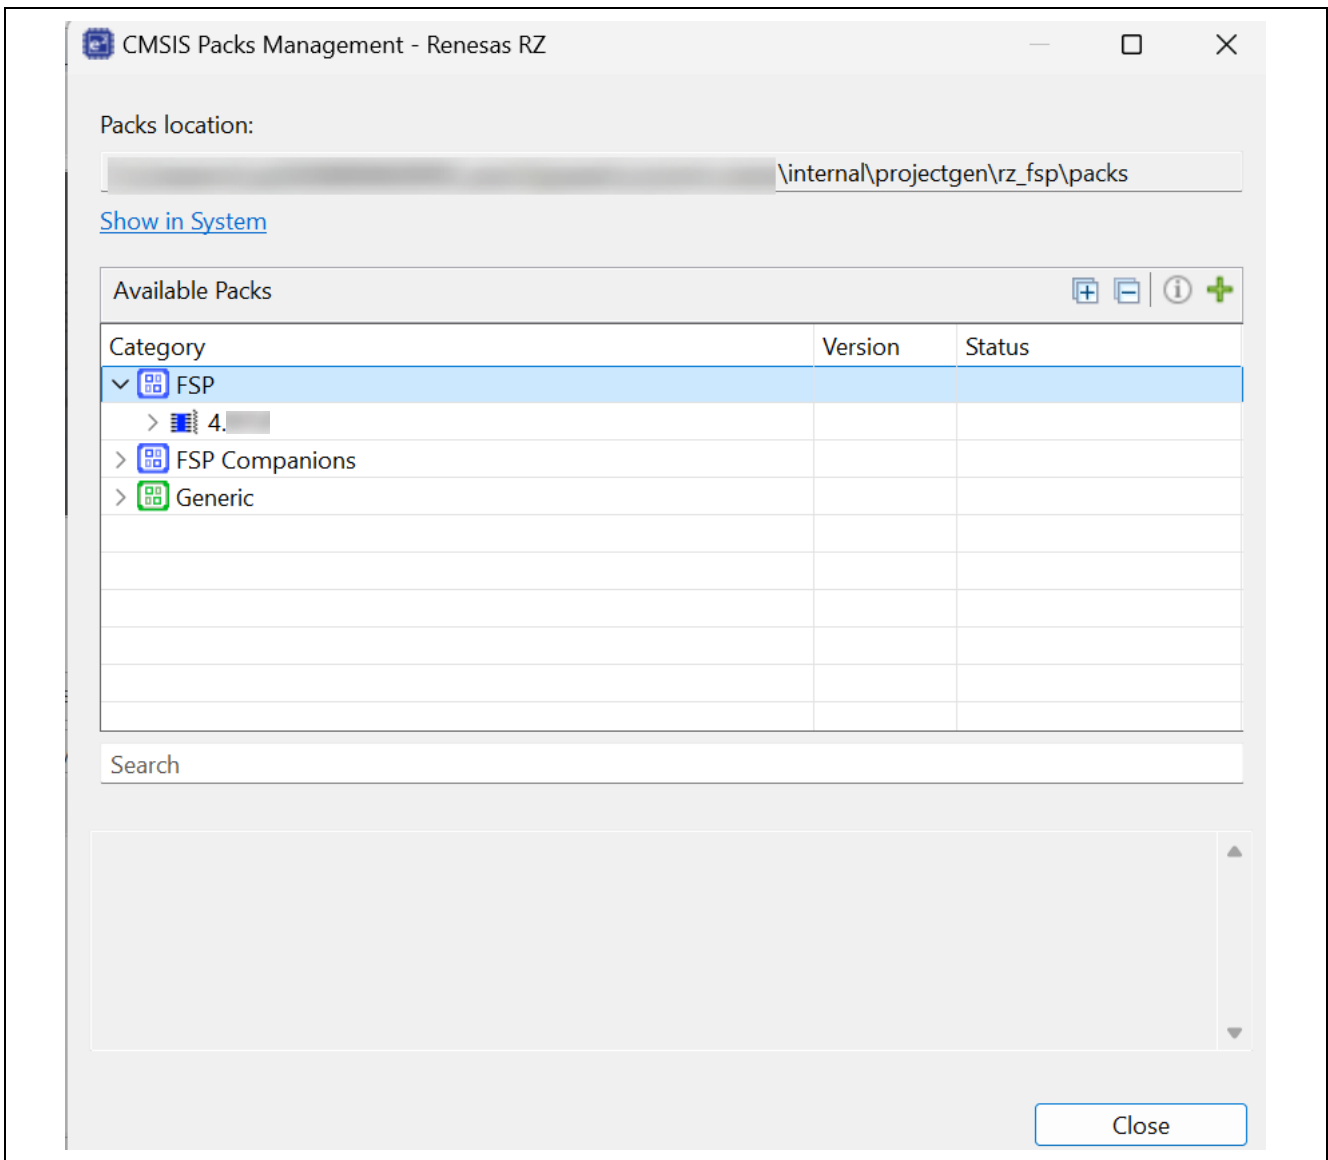 CMSIS Packs Management - Renesas RZ
Packs location:
\internal\projectgen\rz_fsp\packs
Show in System
Available Packs
Category Version Status
FSP
4.
FSP Companions
Generic
Search
Close